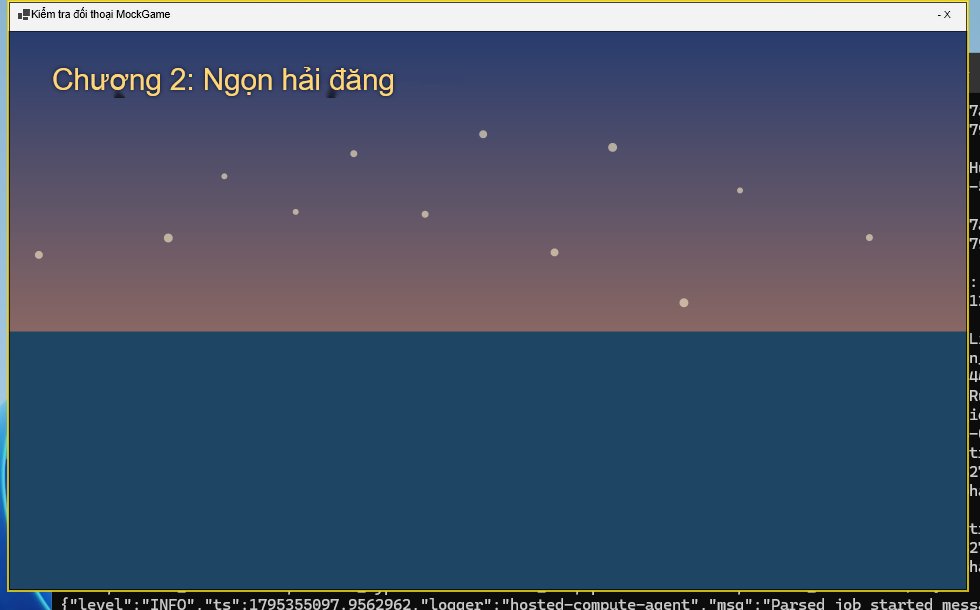 Kiểm tra đối thoại MockGame
- X
Chương 2: Ngọn hải đăng
{"level":"INFO","ts":1795355097.9562962,"logger":"hosted-compute-agent","msg":"Parsed job started mes